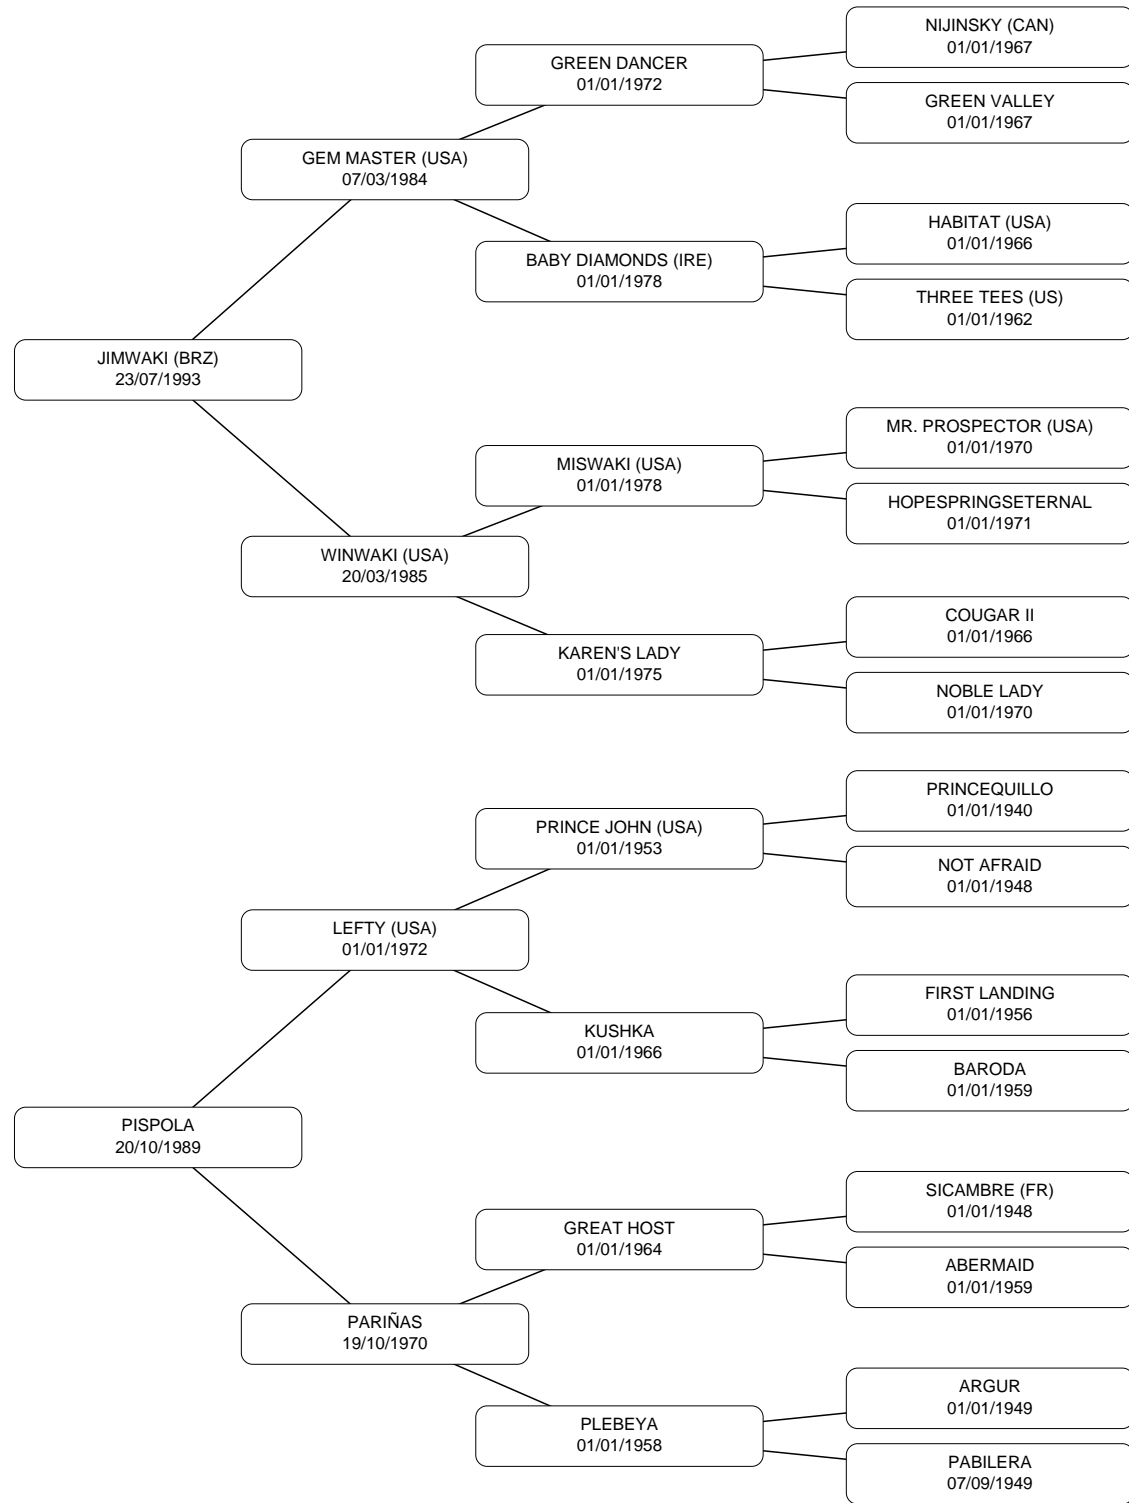 NIJINSKY (CAN)
01/01/1967
GREEN DANCER
01/01/1972
GREEN VALLEY
01/01/1967
GEM MASTER (USA)
07/03/1984
HABITAT (USA)
01/01/1966
BABY DIAMONDS (IRE)
01/01/1978
THREE TEES (US)
01/01/1962
JIMWAKI (BRZ)
23/07/1993
MR. PROSPECTOR (USA)
01/01/1970
MISWAKI (USA)
01/01/1978
HOPESPRINGSETERNAL
01/01/1971
WINWAKI (USA)
20/03/1985
COUGAR II
01/01/1966
KAREN'S LADY
01/01/1975
NOBLE LADY
01/01/1970
PRINCEQUILLO
01/01/1940
PRINCE JOHN (USA)
01/01/1953
NOT AFRAID
01/01/1948
LEFTY (USA)
01/01/1972
FIRST LANDING
01/01/1956
KUSHKA
01/01/1966
BARODA
01/01/1959
PISPOLA
20/10/1989
SICAMBRE (FR)
01/01/1948
GREAT HOST
01/01/1964
ABERMAID
01/01/1959
PARIÑAS
19/10/1970
ARGUR
01/01/1949
PLEBEYA
01/01/1958
PABILERA
07/09/1949